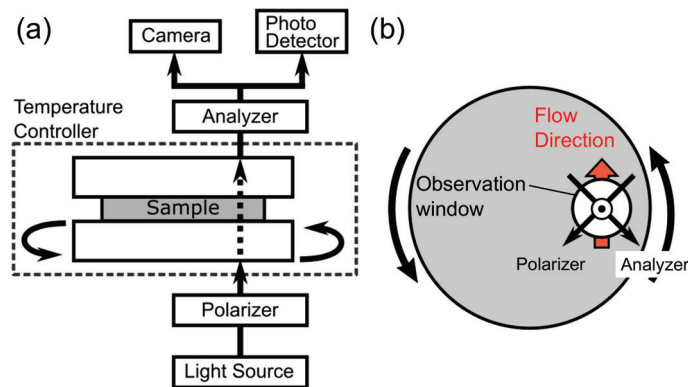 (a)
Camera
Photo
Detector
Analyzer
Temperature
Controller
Sample
Polarizer
Light Source
(b)
Flow
Direction
Observation
window
Polarizer
Analyzer